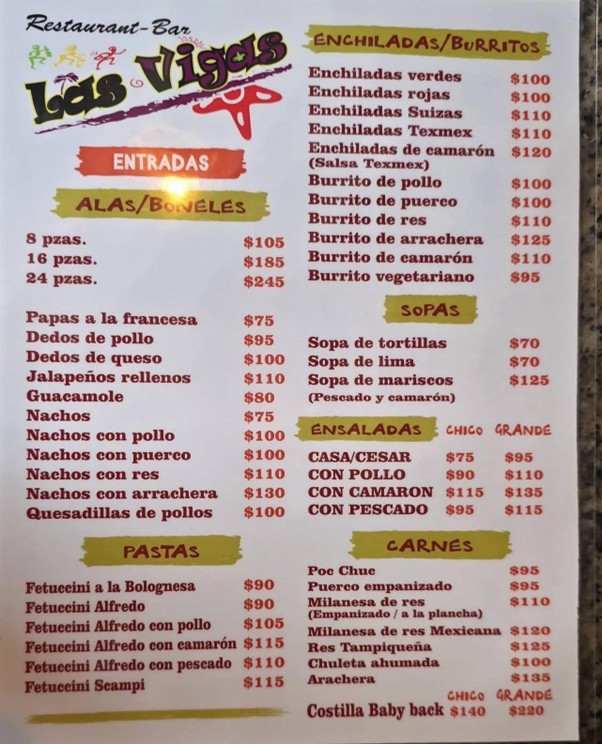 Restaurant-Bar
Las Vigas
ENTRADAS
ALAS/BONELES
8 pzas. $105
16 pzas. $185
24 pzas. $245
Papas a la francesa $75
Dedos de pollo $95
Dedos de queso $100
Jalapeños rellenos $110
Guacamole $80
Nachos $75
Nachos con pollo $100
Nachos con puerco $100
Nachos con res $110
Nachos con arrachera $130
Quesadillas de pollos $100
PASTAS
Fetuccini a la Bolognesa $90
Fetuccini Alfredo $90
Fetuccini Alfredo con pollo $105
Fetuccini Alfredo con camarón $115
Fetuccini Alfredo con pescado $110
Fetuccini Scampi $115
ENCHILADAS/BURRITOS
Enchiladas verdes $100
Enchiladas rojas $100
Enchiladas Suizas $110
Enchiladas Texmex $110
Enchiladas de camarón $120
(Salsa Texmex)
Burrito de pollo $100
Burrito de puerco $100
Burrito de res $110
Burrito de arrachera $125
Burrito de camarón $110
Burrito vegetariano $95
SOPAS
Sopa de tortillas $70
Sopa de lima $70
Sopa de mariscos $125
(Pescado y camarón)
ENSALADAS CHICO GRANDE
CASA/CESAR $75 $95
CON POLLO $90 $110
CON CAMARON $115 $135
CON PESCADO $95 $115
CARNES
Poc Chuc $95
Puerco empanizado $95
Milanesa de res $110
(Empanizado / a la plancha)
Milanesa de res Mexicana $120
Res Tampiqueña $125
Chuleta ahumada $100
Arachera $135
CHICO GRANDE
Costilla Baby back $140 $220